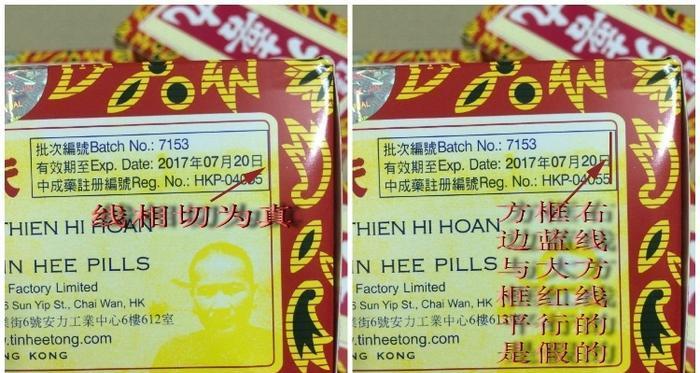 批次編號Batch No.: 7153
有效期至Exp. Date: 2017年07月20日
中成藥註册編號Reg. No.: HKP-04055
线相切为真
THIEN HI HOAN
IN HEE PILLS
Factory Limited
6 Sun Yip St., Chai Wan, HK
街6號安力工業中心6樓612室
.tinheetong.com
NG KONG
批次編號Batch No.: 7153
有效期至Exp. Date: 2017年07月20日
中成藥註册編號Reg. No.: HKP-04055
方框右
边蓝线
与大方
框红线
平行的
是假的
THIEN HI HOAN
IN HEE PILLS
Factory Limited
6 Sun Yip St., Chai Wan, HK
街6號安力工業中心6樓613
.tinheetong.com
NG KONG